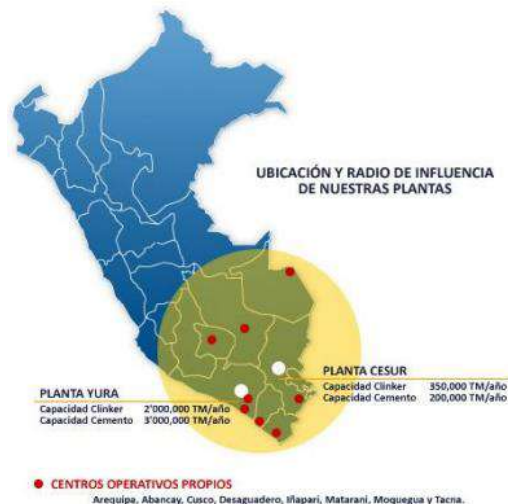 UBICACIÓN Y RADIO DE INFLUENCIA
DE NUESTRAS PLANTAS
PLANTA CESUR
Capacidad Clinker 350,000 TM/año
Capacidad Cemento 200,000 TM/año
PLANTA YURA
Capacidad Clinker 2'000,000 TM/año
Capacidad Cemento 3'000,000 TM/año
CENTROS OPERATIVOS PROPIOS
Arequipa, Abancay, Cusco, Desaguadero, Iñapari, Matarani, Moquegua y Tacna.